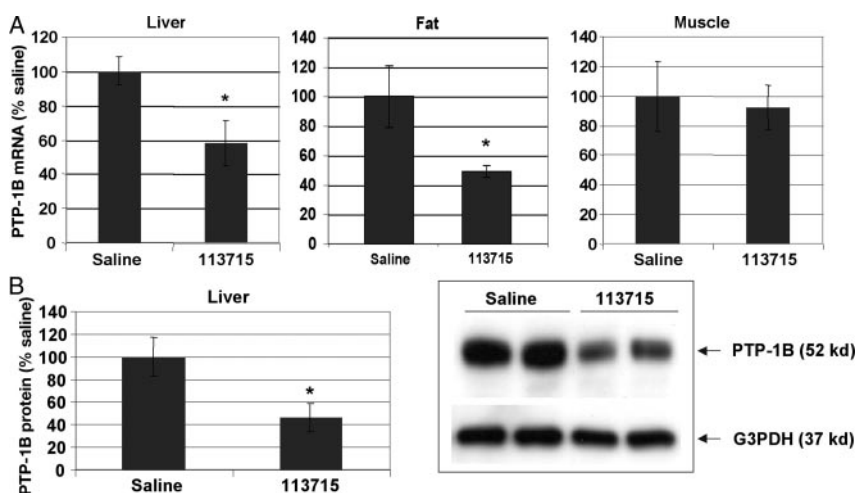 A
Liver
Fat
Muscle
PTP-1B mRNA (% saline)
120
100
80
60
40
20
0
Saline
113715
*
140
120
100
80
60
40
20
0
Saline
113715
*
140
120
100
80
60
40
20
0
Saline
113715
B
Liver
PTP-1B protein (% saline)
140
120
100
80
60
40
20
0
Saline
113715
*
Saline 113715
PTP-1B (52 kd)
G3PDH (37 kd)